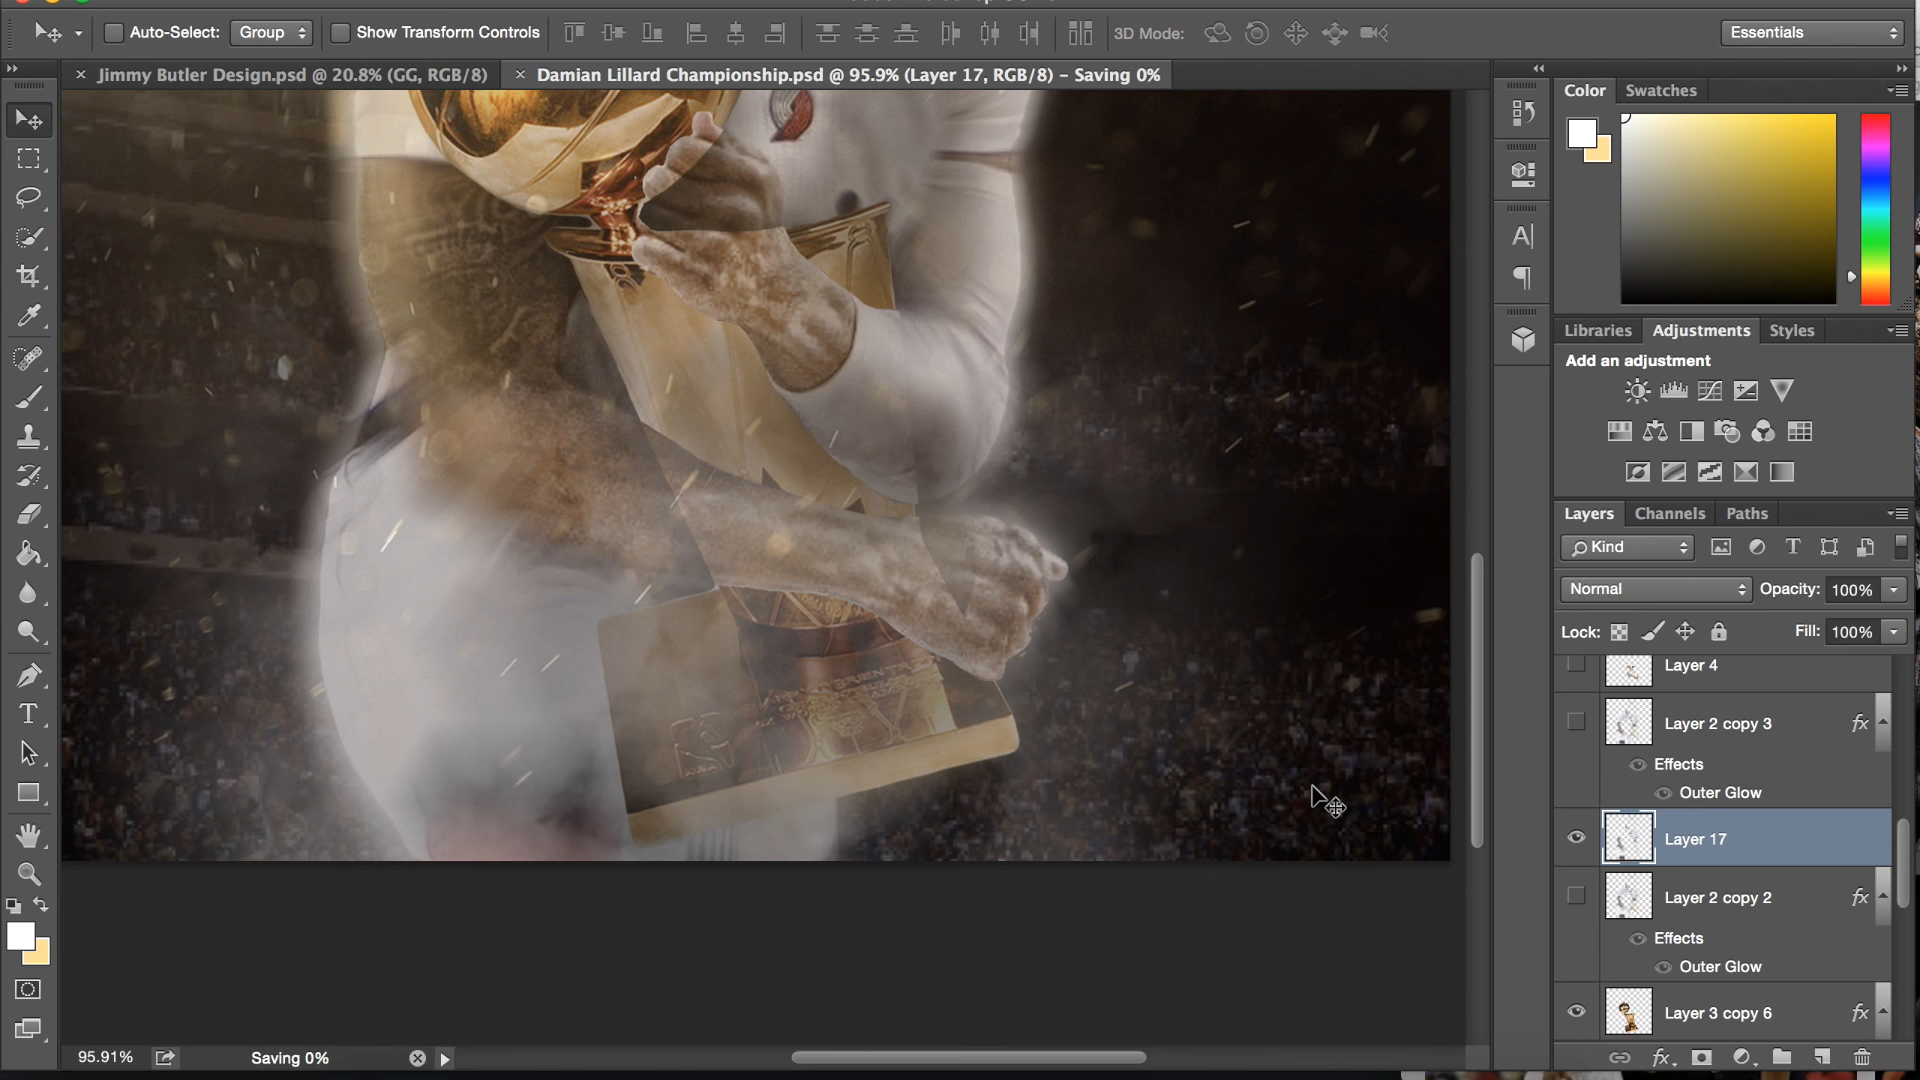 Auto-Select:
Group
Show Transform Controls
3D Mode:
Essentials
Jimmy Butler Design.psd @ 20.8% (GG, RGB/8)
Damian Lillard Championship.psd @ 95.9% (Layer 17, RGB/8) – Saving 0%
Color
Swatches
Libraries
Adjustments
Styles
Add an adjustment
Layers
Channels
Paths
Kind
Normal
Opacity: 100%
Lock:
Fill: 100%
Layer 4
Layer 2 copy 3
fx
Effects
Outer Glow
Layer 17
Layer 2 copy 2
fx
Effects
Outer Glow
Layer 3 copy 6
fx
95.91%
Saving 0%